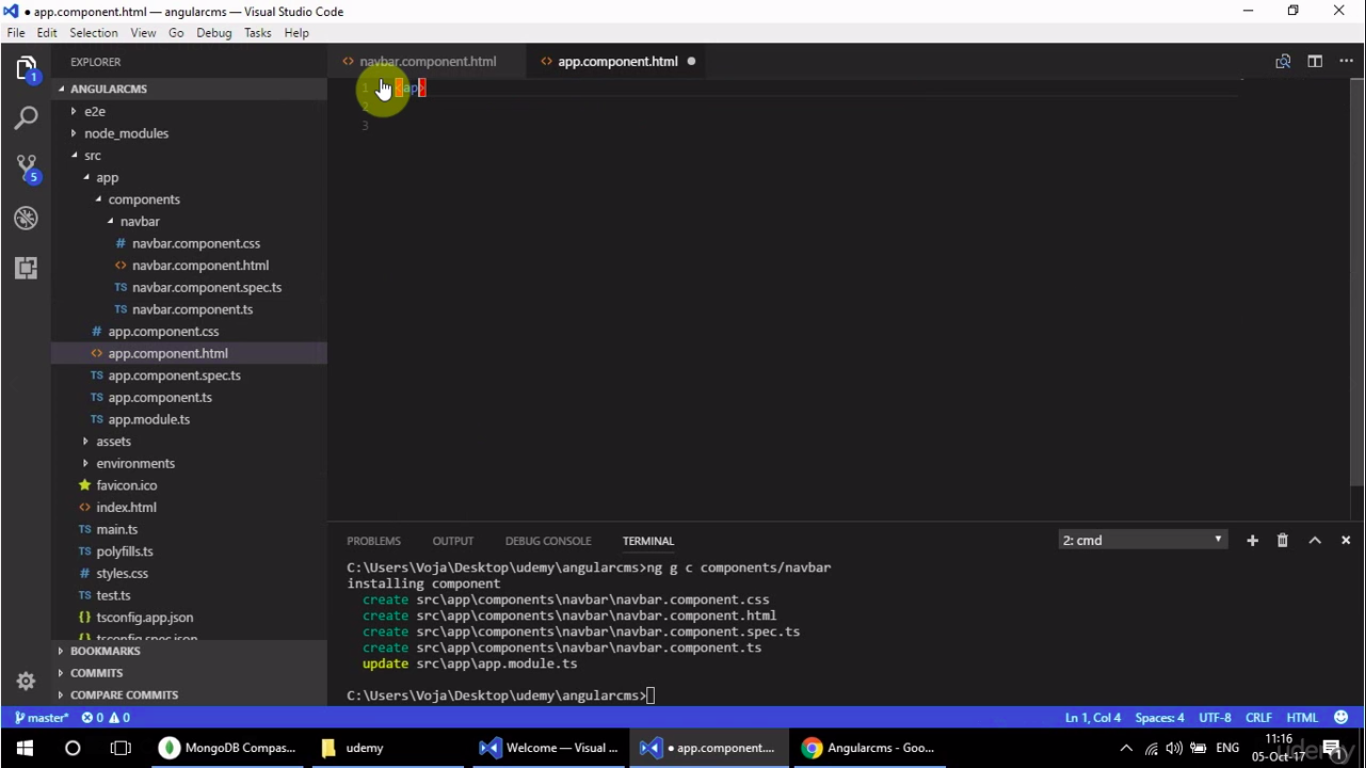 app.component.html — angularcms — Visual Studio Code
File Edit Selection View Go Debug Tasks Help
EXPLORER
navbar.component.html
app.component.html
1
ANGULARCMS
1 <ap>
2
3
e2e
node_modules
src
5
app
components
navbar
navbar.component.css
navbar.component.html
navbar.component.spec.ts
navbar.component.ts
app.component.css
app.component.html
app.component.spec.ts
app.component.ts
app.module.ts
assets
environments
favicon.ico
index.html
main.ts
polyfills.ts
styles.css
test.ts
tsconfig.app.json
tsconfig.spec.json
BOOKMARKS
COMMITS
COMPARE COMMITS
PROBLEMS OUTPUT DEBUG CONSOLE TERMINAL 2: cmd
C:\Users\Voja\Desktop\udemy\angularcms>ng g c components/navbar
installing component
create src\app\components\navbar\navbar.component.css
create src\app\components\navbar\navbar.component.html
create src\app\components\navbar\navbar.component.spec.ts
create src\app\components\navbar\navbar.component.ts
update src\app\app.module.ts
C:\Users\Voja\Desktop\udemy\angularcms>
master* 0 0 Ln 1, Col 4 Spaces: 4 UTF-8 CRLF HTML
MongoDB Compas... udemy Welcome — Visual ... app.component.... Angularcms - Goo... ENG 11:16
05-Oct-17
1
udemy